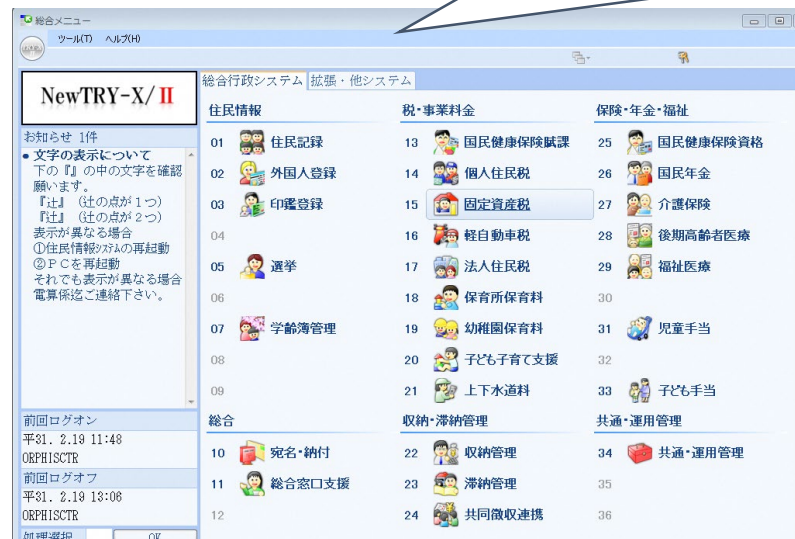 総合メニュー
ツール(T) ヘルプ(H)
総合行政システム 拡張・他システム
NewTRY-X/II
お知らせ 1件
● 文字の表示について
下の『』の中の文字を確認
願います。
『辻』（辻の点が１つ）
『辻』（辻の点が２つ）
表示が異なる場合
①住民情報ｼｽﾃﾑの再起動
②ＰＣを再起動
それでも表示が異なる場合
電算係迄ご連絡下さい。
前回ログオン
平31. 2.19 11:48
ORPHISCTR
前回ログオフ
平31. 2.19 13:06
ORPHISCTR
処理選択 OK
住民情報
01 住民記録
02 外国人登録
03 印鑑登録
04
05 選挙
06
07 学齢簿管理
08
09
総合
10 宛名・納付
11 総合窓口支援
12
税・事業料金
13 国民健康保険賦課
14 個人住民税
15 固定資産税
16 軽自動車税
17 法人住民税
18 保育所保育料
19 幼稚園保育料
20 子ども子育て支援
21 上下水道料
収納・滞納管理
22 収納管理
23 滞納管理
24 共同徴収連携
保険・年金・福祉
25 国民健康保険資格
26 国民年金
27 介護保険
28 後期高齢者医療
29 福祉医療
30
31 児童手当
32
33 子ども手当
共通・運用管理
34 共通・運用管理
35
36